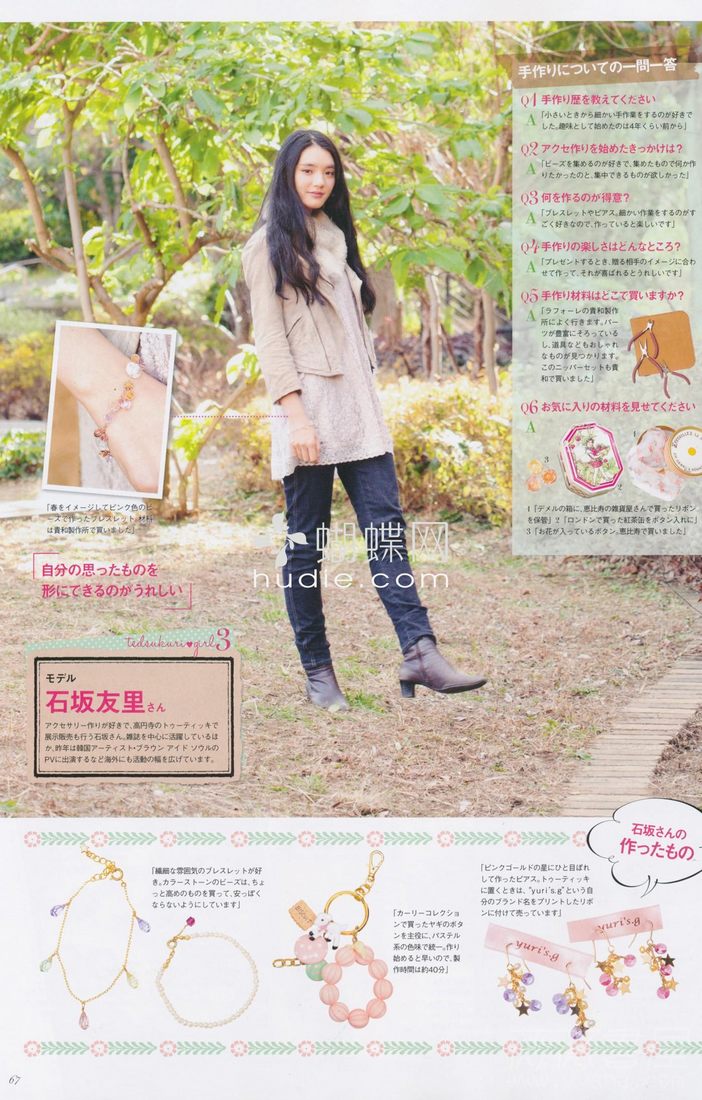 手作りについての一問一答
Q1 手作り歴を教えてください
A 「小さいときから細かい手作業をするのが好きで
した。趣味として始めたのは4年くらい前から」
Q2 アクセ作りを始めたきっかけは?
A 「ビーズを集めるのが好きで、集めたもので何か作
りたかったのと、集中できるものが欲しかった」
Q3 何を作るのが得意?
A 「ブレスレットやピアス。細かい作業をするのがす
ごく好きなので、作っていると楽しいです」
Q4 手作りの楽しさはどんなところ?
A 「プレゼントするとき、贈る相手のイメージに合わ
せて作って、それが喜ばれるとうれしいです」
Q5 手作り材料はどこで買いますか?
A 「ラフォーレの貴和製作
所によく行きます。パー
ツが豊富にそろっている
し、道具などもおしゃれ
なものが見つかります。
このニッパーセットも貴
和で買いました」
Q6 お気に入りの材料を見せてください
A
3
2
1「デメルの箱に、恵比寿の雑貨屋さんで買ったリボン
を保管」2「ロンドンで買った紅茶缶をボタン入れに」
3「お花が入っているボタン。恵比寿で買いました」
「春をイメージしてピンク色のビ
ーズで作ったブレスレット。材料
は貴和製作所で買いました」
蝴蝶网
hudie.com
自分の思ったものを
形にできるのがうれしい
tedsukuri♥girl 3
モデル
石坂友里さん
アクセサリー作りが好きで、高円寺のトゥーティッキで
展示販売も行う石坂さん。雑誌を中心に活躍しているほ
か、昨年は韓国アーティスト・ブラウン アイド ソウルの
PVに出演するなど海外にも活動の幅を広げています。
石坂さんの
作ったもの
「繊細な雰囲気のブレスレットが好
き。カラーストーンのビーズは、ちょ
っと高めのものを買って、安っぽく
ならないようにしています」
「カーリーコレクショ
ンで買ったヤギのボタ
ンを主役に、パステル
系の色味で統一。作り
始めると早いので、製
作時間は約40分」
「ピンクゴールドの星にひと目ぼれ
して作ったピアス。トゥーティッキ
に置くときは、"yuri's.g"という自
分のブランド名をプリントしたリボ
ンに付けて売っています」
yuri's.g
yuri's.g
67